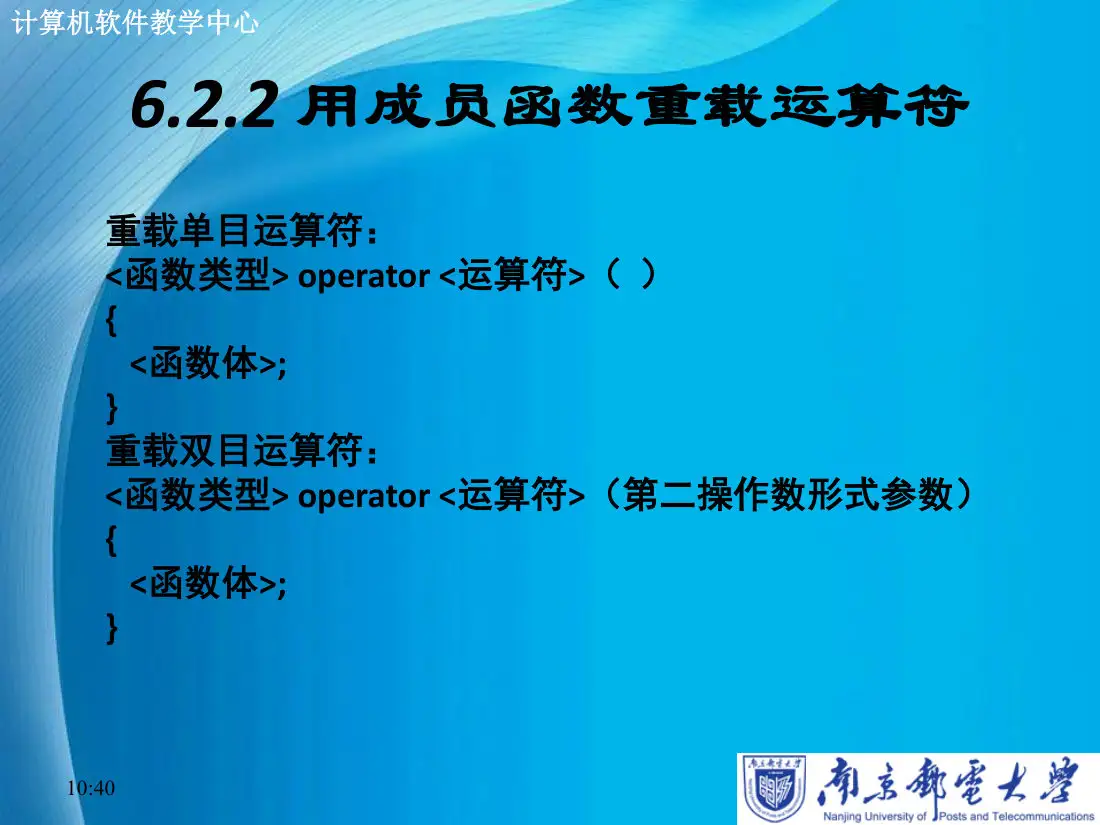 计算机软件教学中心
6.2.2 用成员函数重载运算符
重载单目运算符：
<函数类型> operator <运算符>（ ）
{
<函数体>;
}
重载双目运算符：
<函数类型> operator <运算符>（第二操作数形式参数）
{
<函数体>;
}
10:40
南京郵電大學
Nanjing University of Posts and Telecommunications